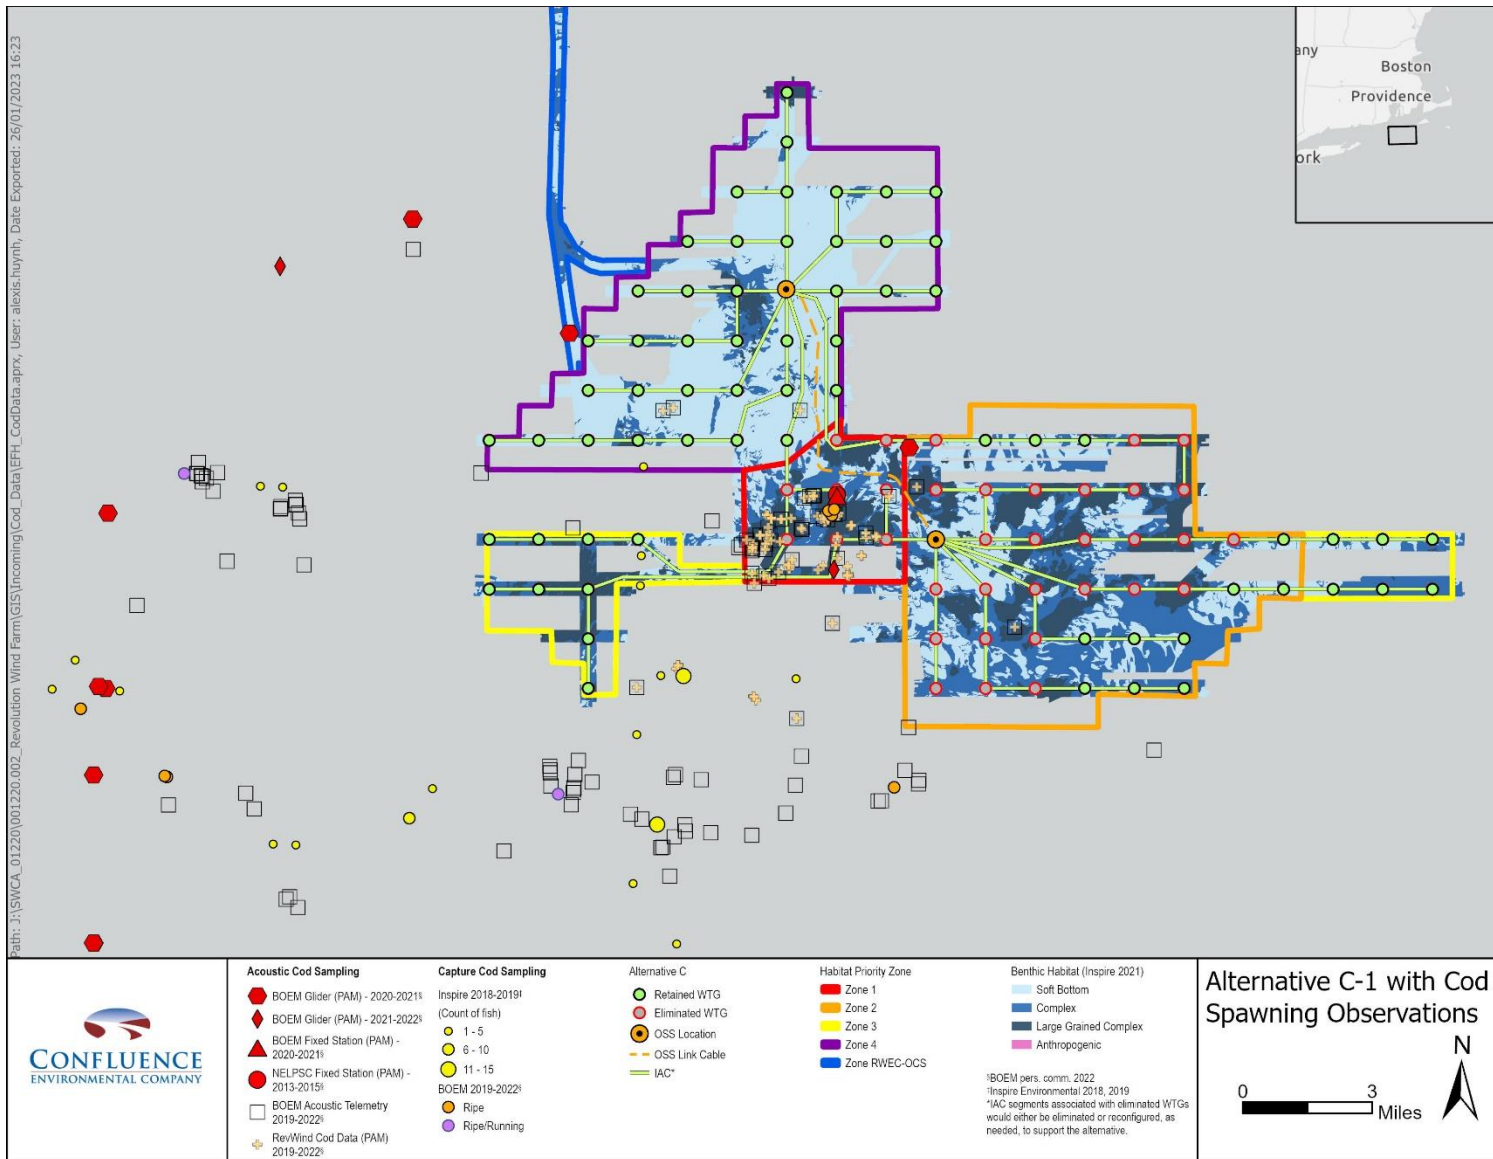 Path: J:\SWCA_01220\001220.002_Revolution Wind Farm\GIS\Incoming\Cod_Data\EFH_CodData.aprx, User: alexis.huynh, Date Exported: 26/01/2023 16:23
any
Boston
Providence
ork
CONFLUENCE
ENVIRONMENTAL COMPANY
Acoustic Cod Sampling
BOEM Glider (PAM) - 2020-2021§
BOEM Glider (PAM) - 2021-2022§
BOEM Fixed Station (PAM) -
2020-2021§
NELPSC Fixed Station (PAM) -
2013-2015§
BOEM Acoustic Telemetry
2019-2022§
RevWind Cod Data (PAM)
2019-2022§
Capture Cod Sampling
Inspire 2018-2019‡
(Count of fish)
1 - 5
6 - 10
11 - 15
BOEM 2019-2022§
Ripe
Ripe/Running
Alternative C
Retained WTG
Eliminated WTG
OSS Location
OSS Link Cable
IAC*
Habitat Priority Zone
Zone 1
Zone 2
Zone 3
Zone 4
Zone RWEC-OCS
Benthic Habitat (Inspire 2021)
Soft Bottom
Complex
Large Grained Complex
Anthropogenic
§BOEM pers. comm. 2022
‡Inspire Environmental 2018, 2019
*IAC segments associated with eliminated WTGs
would either be eliminated or reconfigured, as
needed, to support the alternative.
Alternative C-1 with Cod
Spawning Observations
N
0 3
Miles